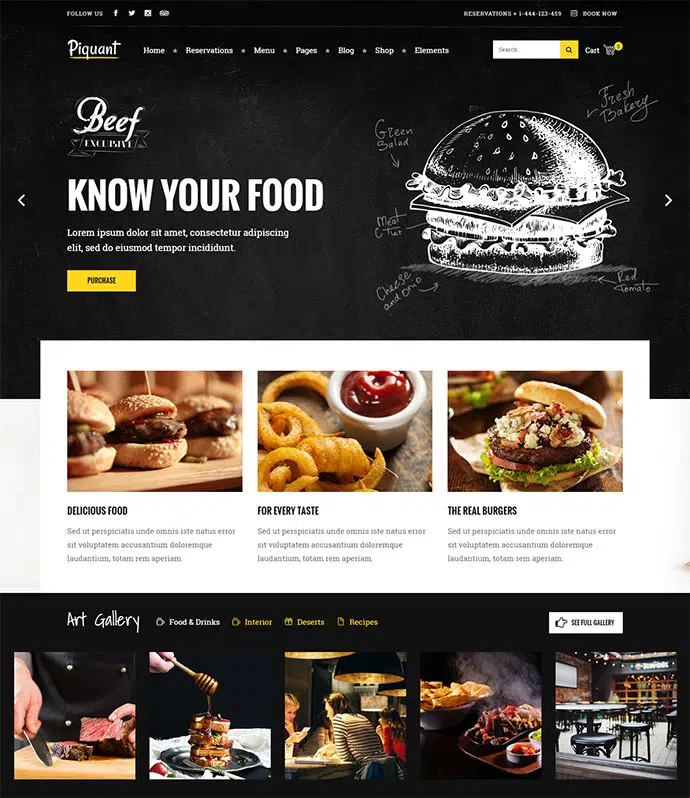 FOLLOW US
RESERVATIONS + 1-444-123-459 BOOK NOW
Piquant
Home Reservations Menu Pages Blog Shop Elements
Search..
Cart 0
Beef
EXCLUSIVE
Fresh
Bakery
Green
Salad
KNOW YOUR FOOD
Lorem ipsum dolor sit amet, consectetur adipiscing
elit, sed do eiusmod tempor incididunt.
Meat
Cheese
Red
Tomato
PURCHASE
DELICIOUS FOOD
Sed ut perspiciatis unde omnis iste natus error
sit voluptatem accusantium doloremque
laudantium, totam rem aperiam.
FOR EVERY TASTE
Sed ut perspiciatis unde omnis iste natus error
sit voluptatem accusantium doloremque
laudantium, totam rem aperiam.
THE REAL BURGERS
Sed ut perspiciatis unde omnis iste natus error
sit voluptatem accusantium doloremque
laudantium, totam rem aperiam.
Art Gallery
Food & Drinks Interior Deserts Recipes
SEE FULL GALLERY